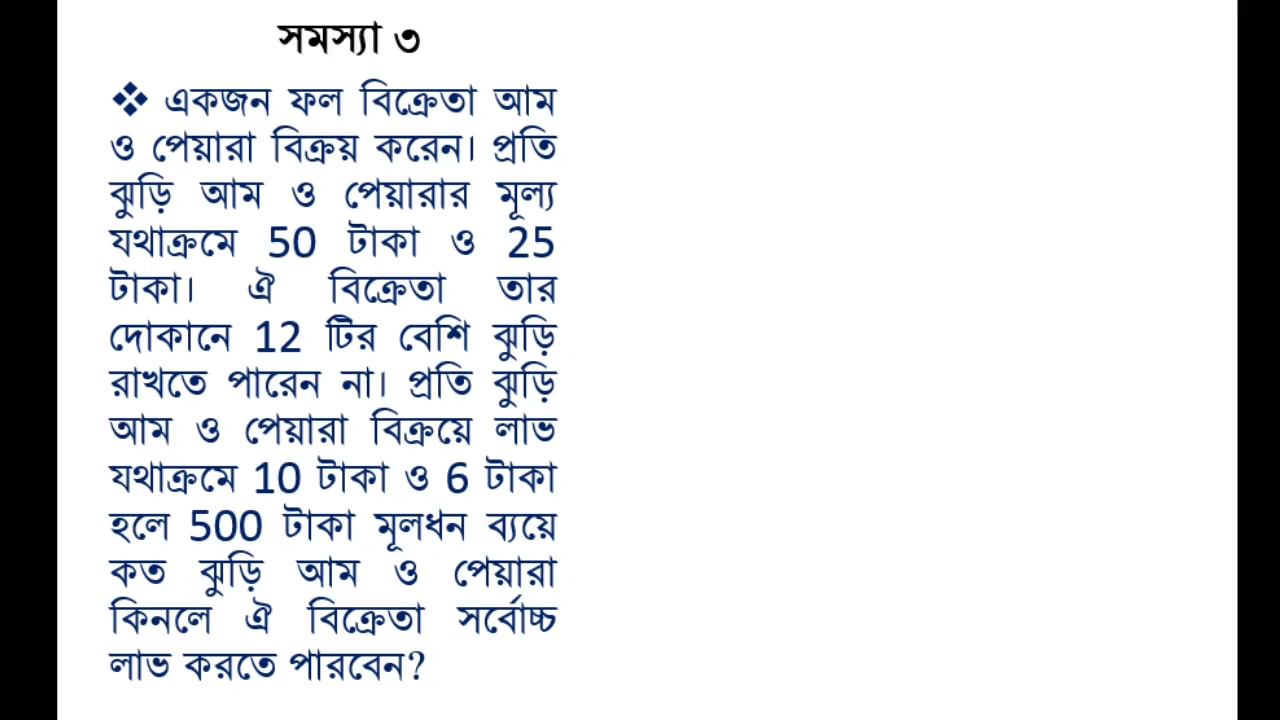 সমস্যা ৩
❖ একজন ফল বিক্রেতা আম
ও পেয়ারা বিক্রয় করেন। প্রতি
ঝুড়ি আম ও পেয়ারার মূল্য
যথাক্রমে 50 টাকা ও 25
টাকা। ঐ বিক্রেতা তার
দোকানে 12 টির বেশি ঝুড়ি
রাখতে পারেন না। প্রতি ঝুড়ি
আম ও পেয়ারা বিক্রয়ে লাভ
যথাক্রমে 10 টাকা ও 6 টাকা
হলে 500 টাকা মূলধন ব্যয়ে
কত ঝুড়ি আম ও পেয়ারা
কিনলে ঐ বিক্রেতা সর্বোচ্চ
লাভ করতে পারবেন?